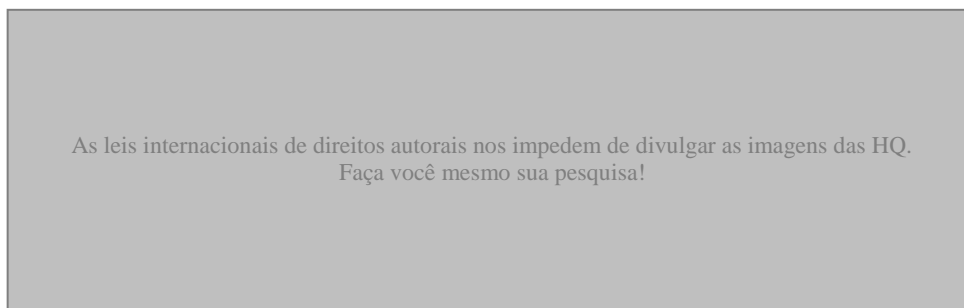 As leis internacionais de direitos autorais nos impedem de divulgar as imagens das HQ.
Faça você mesmo sua pesquisa!